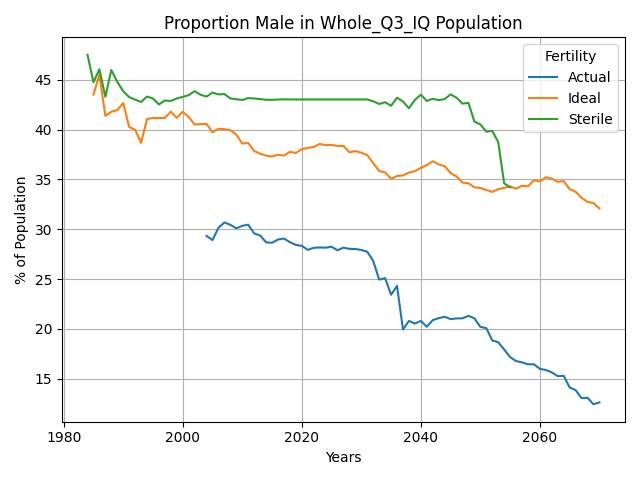 Proportion Male in Whole_Q3_IQ Population
Fertility
Actual
Ideal
Sterile
% of Population
45
40
35
30
25
20
15
1980
2000
2020
2040
2060
Years